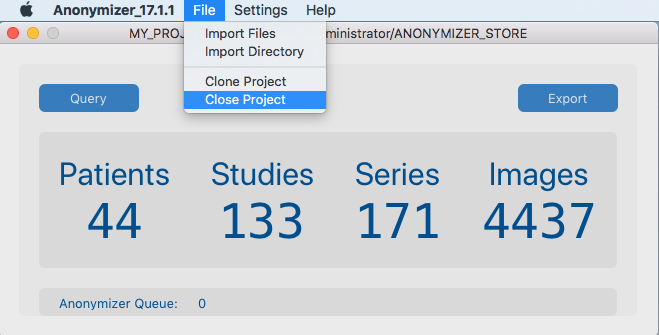 Anonymizer_17.1.1 File Settings Help
MY_PROJ ministrator/ANONYMIZER_STORE
Import Files
Import Directory
Clone Project
Close Project
Query Export
Patients Studies Series Images
44 133 171 4437
Anonymizer Queue: 0